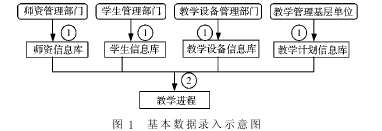 师资管理部门 学生管理部门 教学设备管理部门 教学管理基层单位
① ① ① ①
师资信息库 学生信息库 教学设备信息库 教学计划信息库
②
教学进程
图 1 基本数据录入示意图